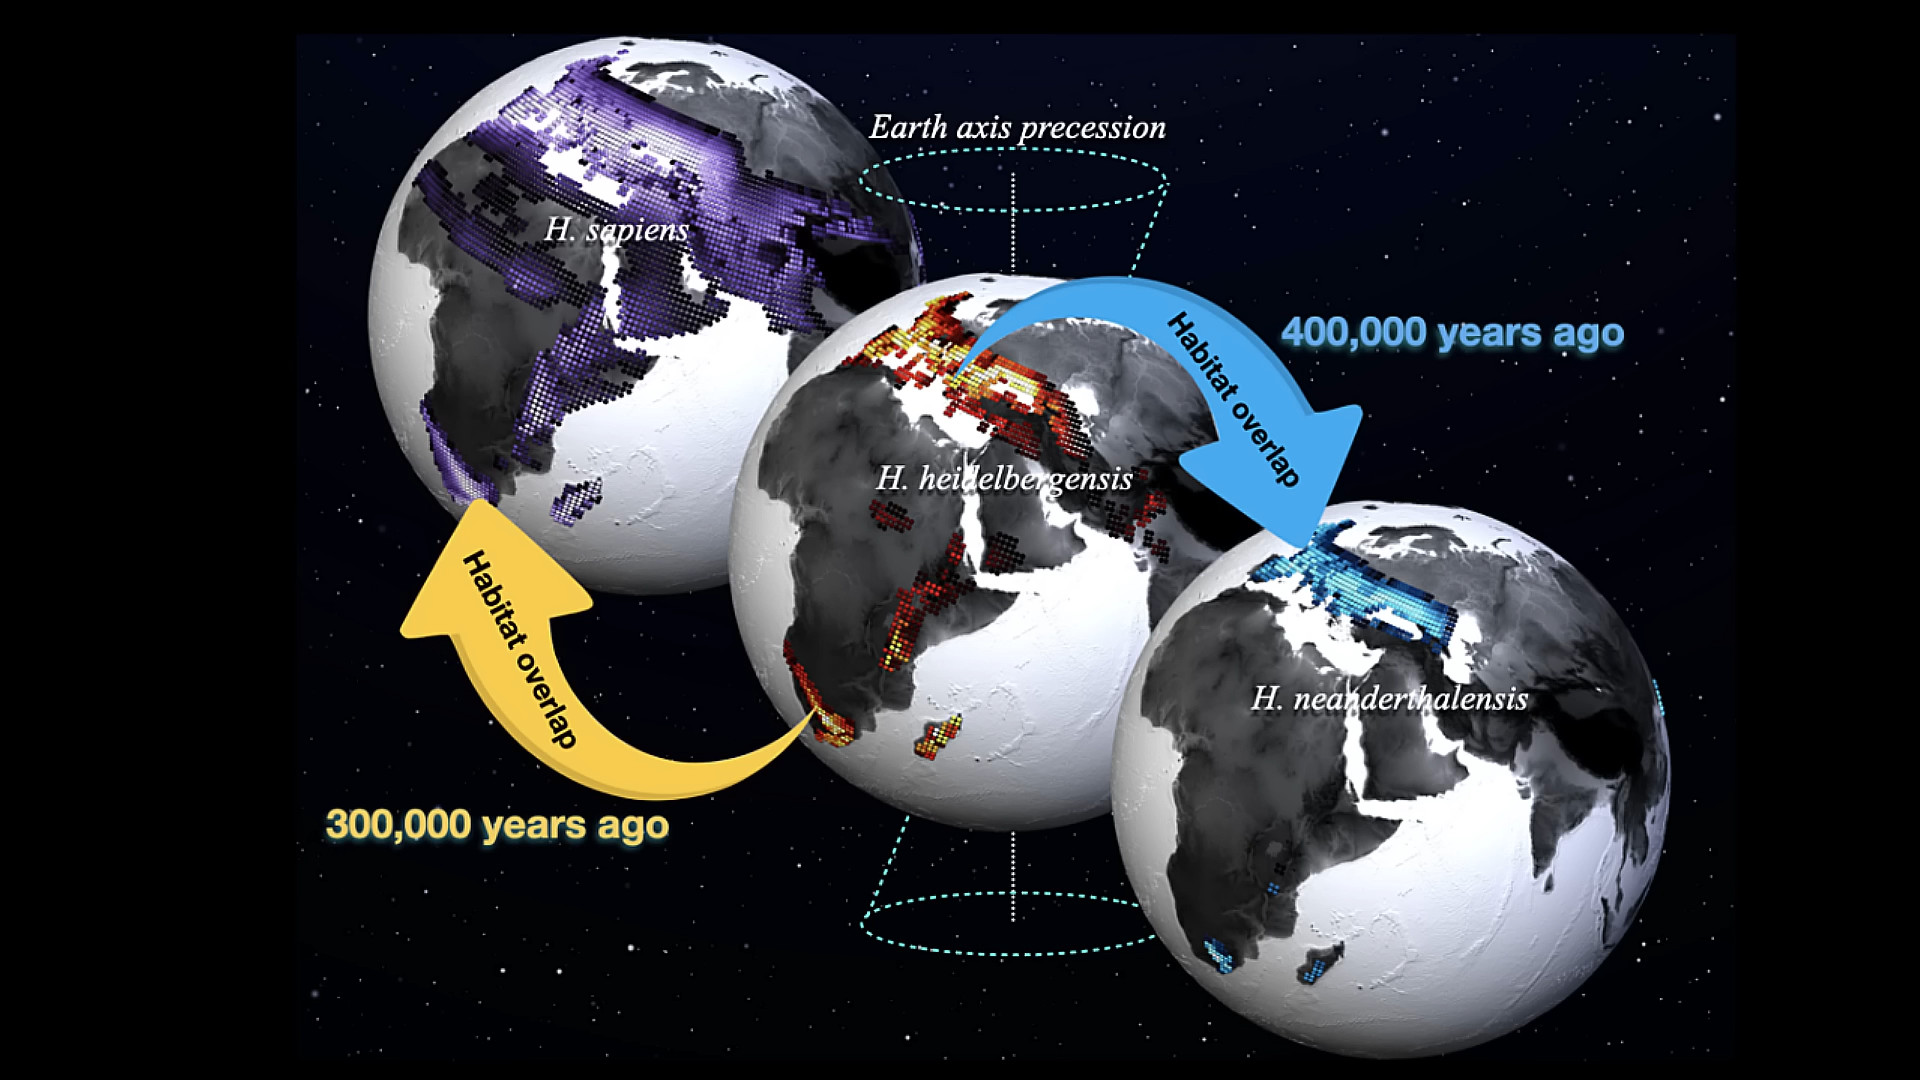 Earth axis precession
H. sapiens
400,000 years ago
Habitat overlap
H. heidelbergensis
Habitat overlap
H. neanderthalensis
300,000 years ago